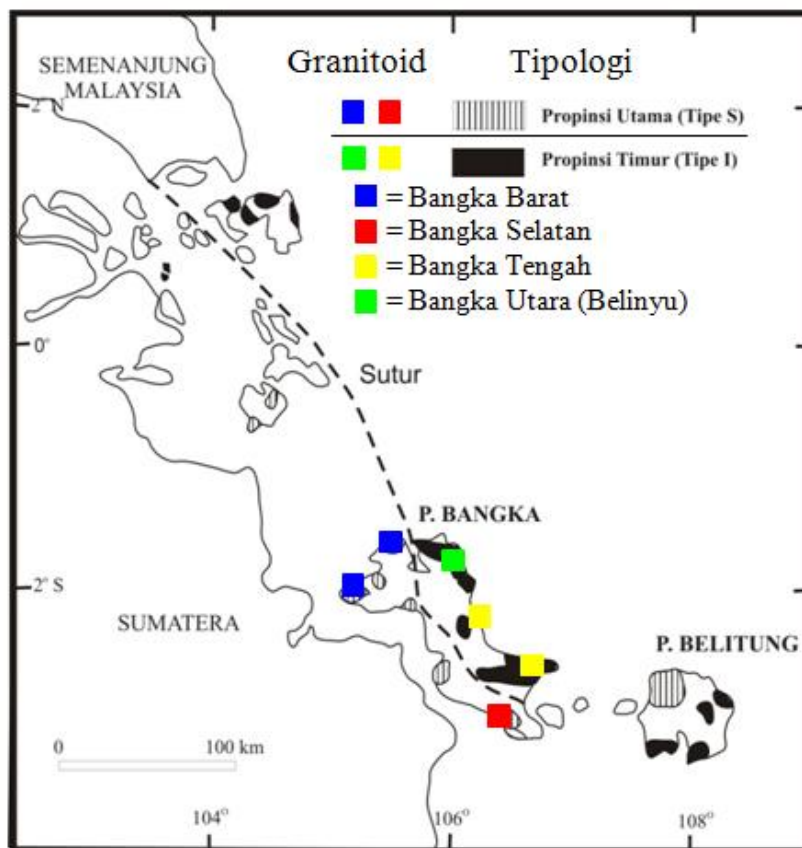 SEMENANJUNG
MALAYSIA
Granitoid Tipologi
Propinsi Utama (Tipe S)
Propinsi Timur (Tipe I)
= Bangka Barat
= Bangka Selatan
= Bangka Tengah
= Bangka Utara (Belinyu)
2° N
0°
Sutur
P. BANGKA
2° S
SUMATERA
P. BELITUNG
0 100 km
104° 106° 108°